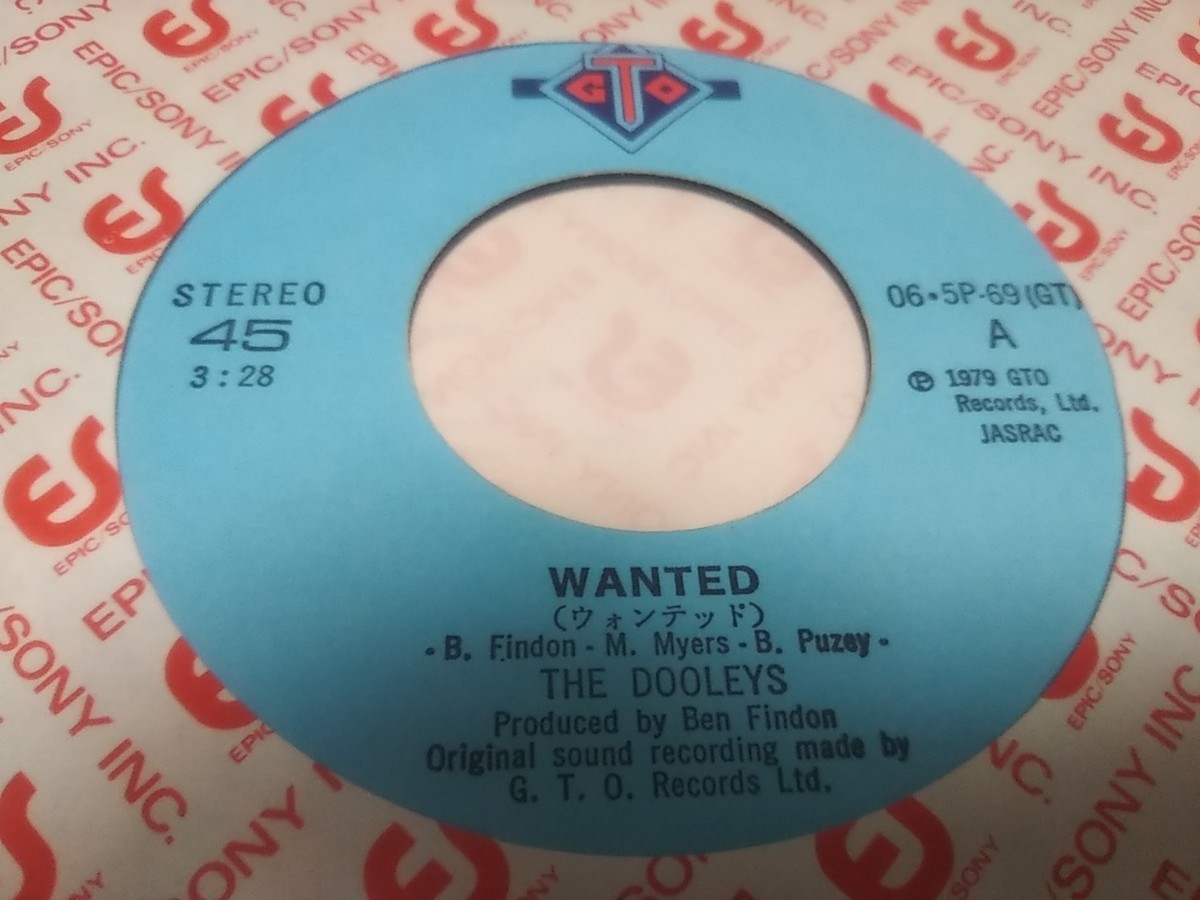 GTO
STEREO
45
3:28
06・5P-69(GT)
A
Ⓟ 1979 GTO
Records, Ltd.
JASRAC
WANTED
(ウォンテッド)
・B. Findon - M. Myers - B. Puzey・
THE DOOLEYS
Produced by Ben Findon
Original sound recording made by
G. T. O. Records Ltd.
EPIC/SONY INC.
EPIC/SONY